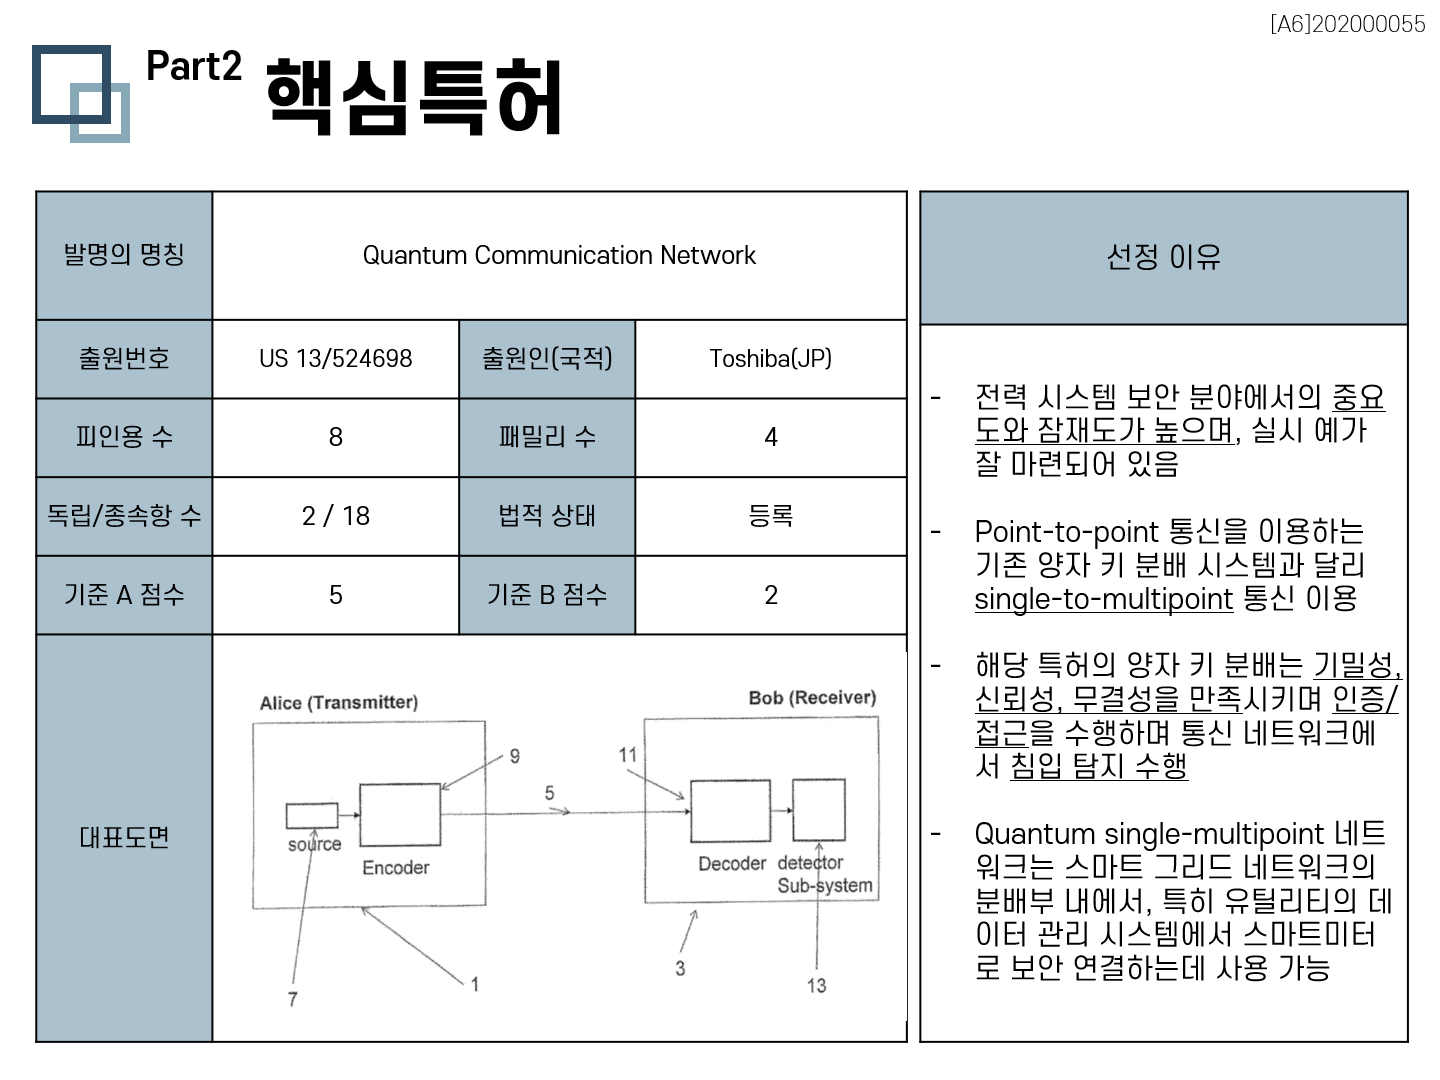 [A6]202000055
Part2 핵심특허
발명의 명칭
Quantum Communication Network
출원번호
US 13/524698
출원인(국적)
Toshiba(JP)
피인용 수
8
패밀리 수
4
독립/종속항 수
2 / 18
법적 상태
등록
기준 A 점수
5
기준 B 점수
2
대표도면
Alice (Transmitter)
Bob (Receiver)
9
11
5
source
Encoder
Decoder
detector
Sub-system
7
1
3
13
선정 이유
- 전력 시스템 보안 분야에서의 중요
도와 잠재도가 높으며, 실시 예가
잘 마련되어 있음
- Point-to-point 통신을 이용하는
기존 양자 키 분배 시스템과 달리
single-to-multipoint 통신 이용
- 해당 특허의 양자 키 분배는 기밀성,
신뢰성, 무결성을 만족시키며 인증/
접근을 수행하며 통신 네트워크에
서 침입 탐지 수행
- Quantum single-multipoint 네트
워크는 스마트 그리드 네트워크의
분배부 내에서, 특히 유틸리티의 데
이터 관리 시스템에서 스마트미터
로 보안 연결하는데 사용 가능